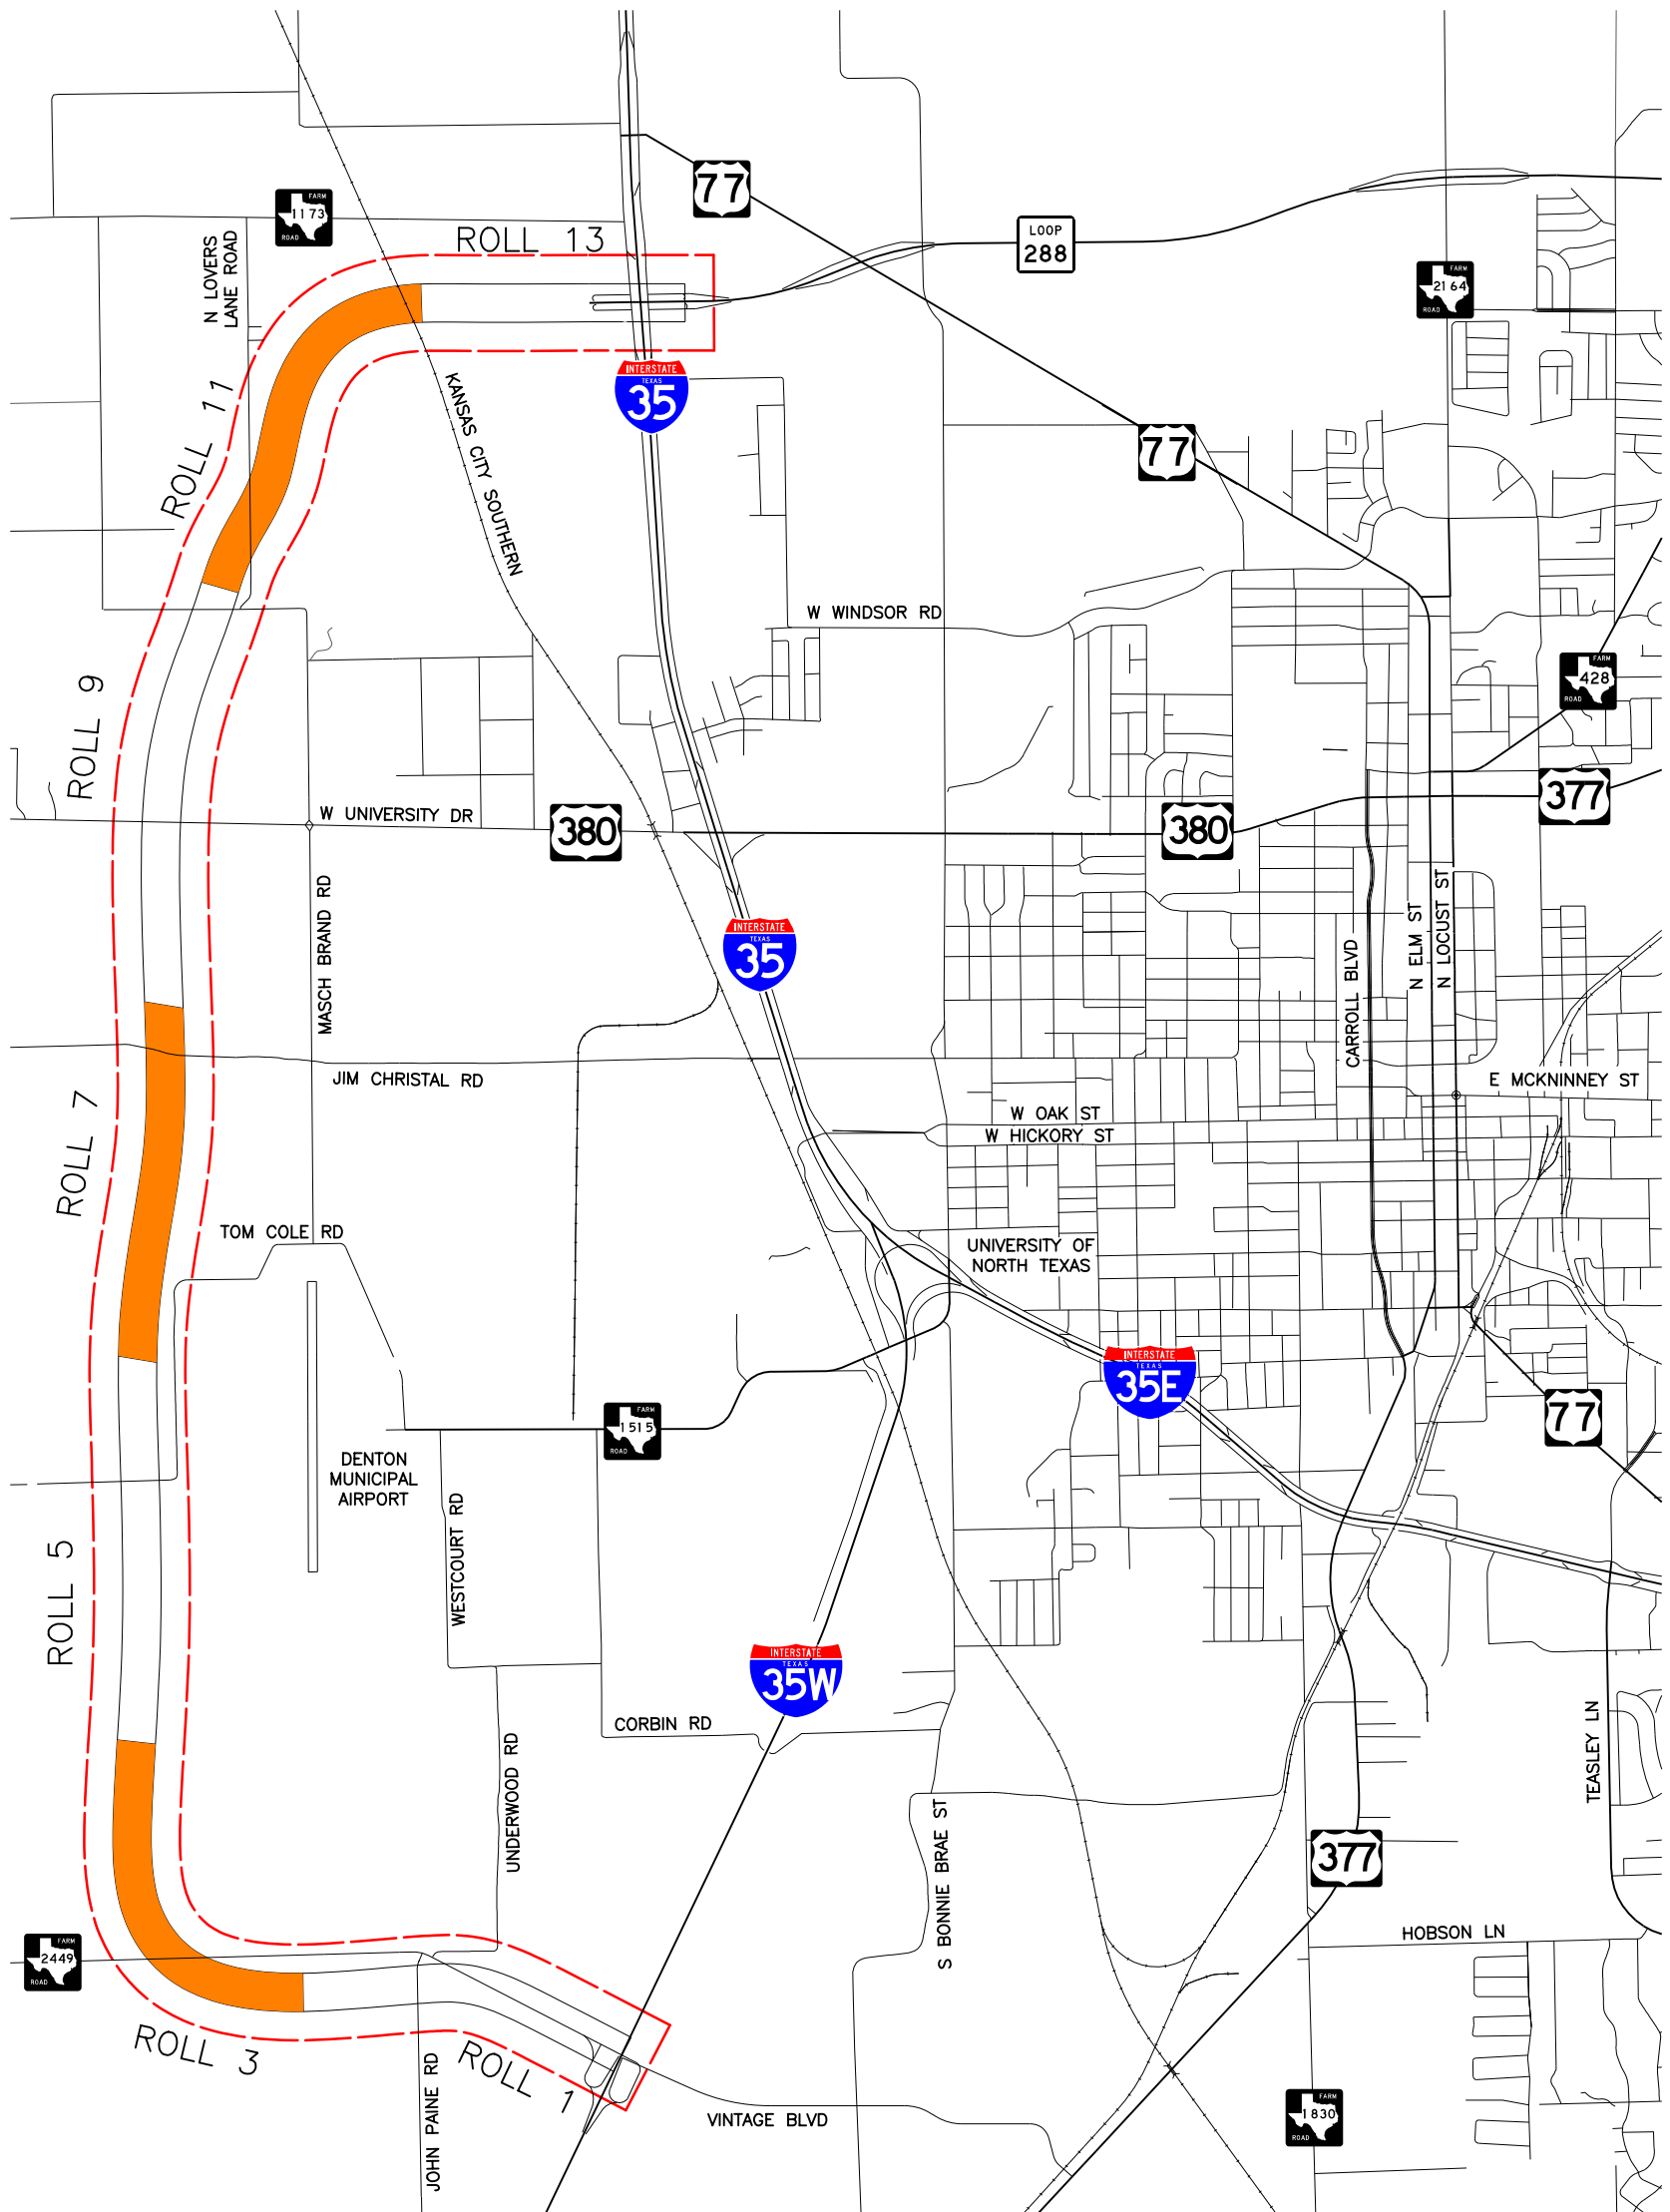 77
FARM
1173
ROAD
N LOVERS
LANE ROAD
ROLL 13
LOOP
288
FARM
2164
ROAD
INTERSTATE
TEXAS
35
ROLL 11
KANSAS CITY SOUTHERN
77
W WINDSOR RD
FARM
428
ROAD
ROLL 9
W UNIVERSITY DR
380
380
377
MASCH BRAND RD
INTERSTATE
TEXAS
35
CARROLL BLVD
N ELM ST
N LOCUST ST
JIM CHRISTAL RD
E MCKNINNEY ST
W OAK ST
W HICKORY ST
ROLL 7
TOM COLE RD
UNIVERSITY OF
NORTH TEXAS
INTERSTATE
TEXAS
35E
FARM
1515
ROAD
77
DENTON
MUNICIPAL
AIRPORT
WESTCOURT RD
ROLL 5
INTERSTATE
TEXAS
35W
CORBIN RD
UNDERWOOD RD
TEASLEY LN
S BONNIE BRAE ST
377
HOBSON LN
FARM
2449
ROAD
ROLL 3
ROLL 1
JOHN PAINE RD
VINTAGE BLVD
FARM
1830
ROAD